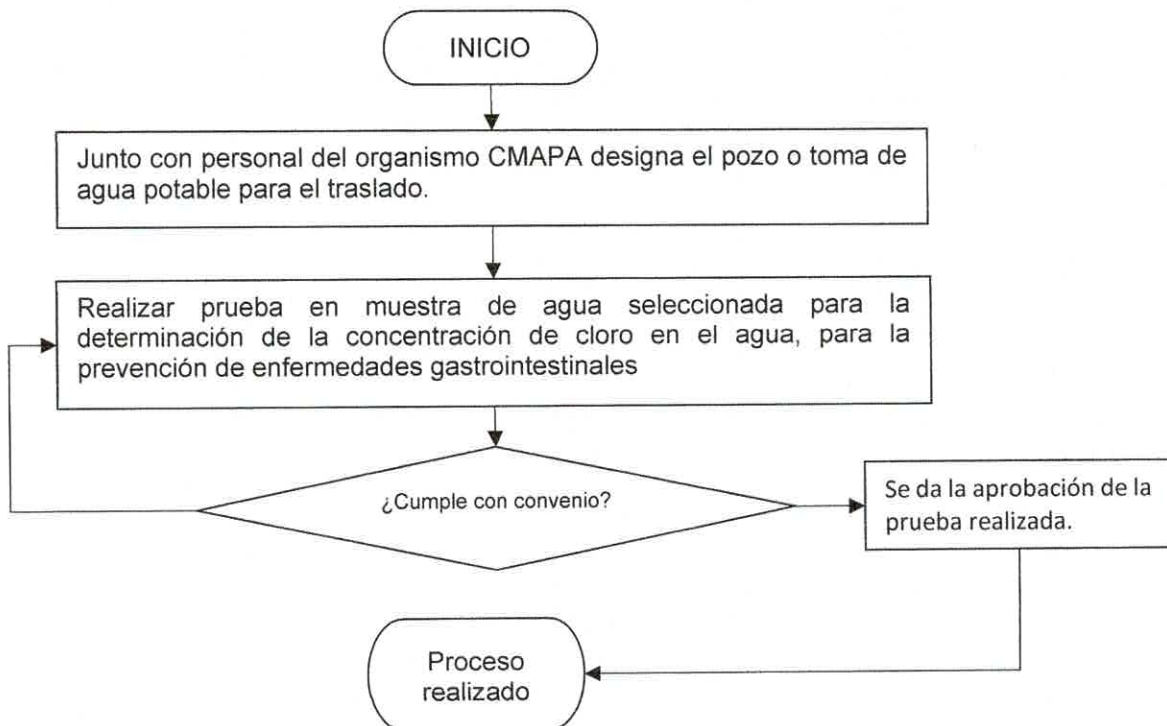 INICIO
Junto con personal del organismo CMAPA designa el pozo o toma de
agua potable para el traslado.
Realizar prueba en muestra de agua seleccionada para la
determinación de la concentración de cloro en el agua, para la
prevención de enfermedades gastrointestinales
¿Cumple con convenio?
Se da la aprobación de la
prueba realizada.
Proceso
realizado